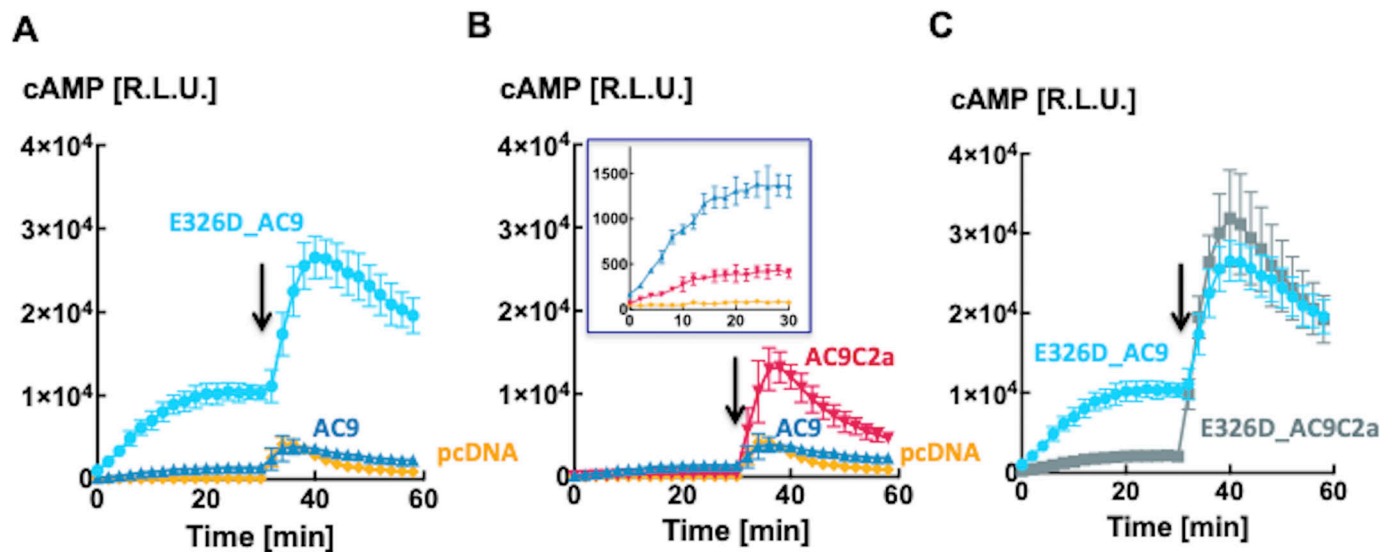 A
cAMP [R.L.U.]
4×10⁴
3×10⁴
2×10⁴
1×10⁴
0
E326D_AC9
AC9
pcDNA
0 20 40 60
Time [min]
B
cAMP [R.L.U.]
4×10⁴
3×10⁴
2×10⁴
1×10⁴
0
1500
1000
500
0
0 10 20 30
AC9C2a
AC9
pcDNA
0 20 40 60
Time [min]
C
cAMP [R.L.U.]
4×10⁴
3×10⁴
2×10⁴
1×10⁴
0
E326D_AC9
E326D_AC9C2a
0 20 40 60
Time [min]